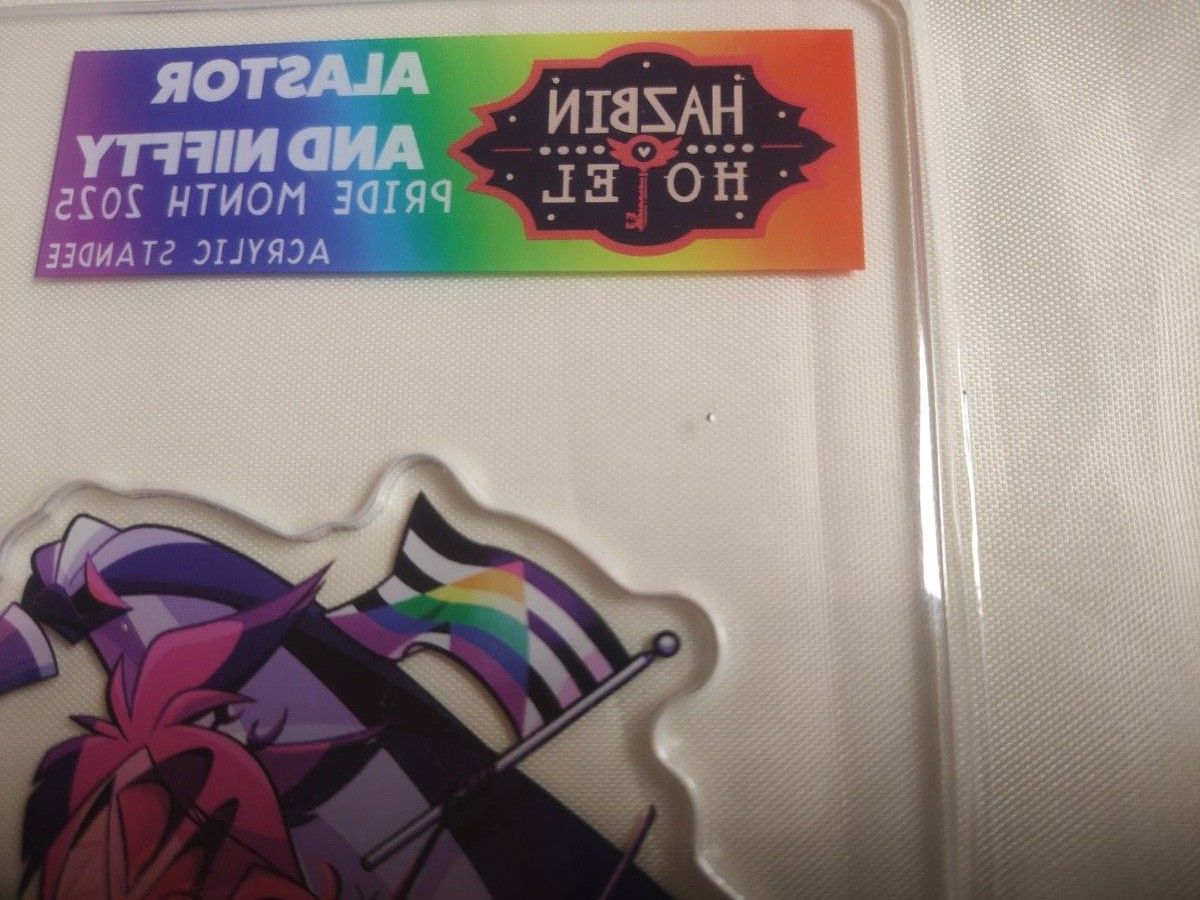 HAZBIN
HOTEL
ALASTOR
AND NIFFTY
PRIDE MONTH 2025
ACRYLIC STANDEE